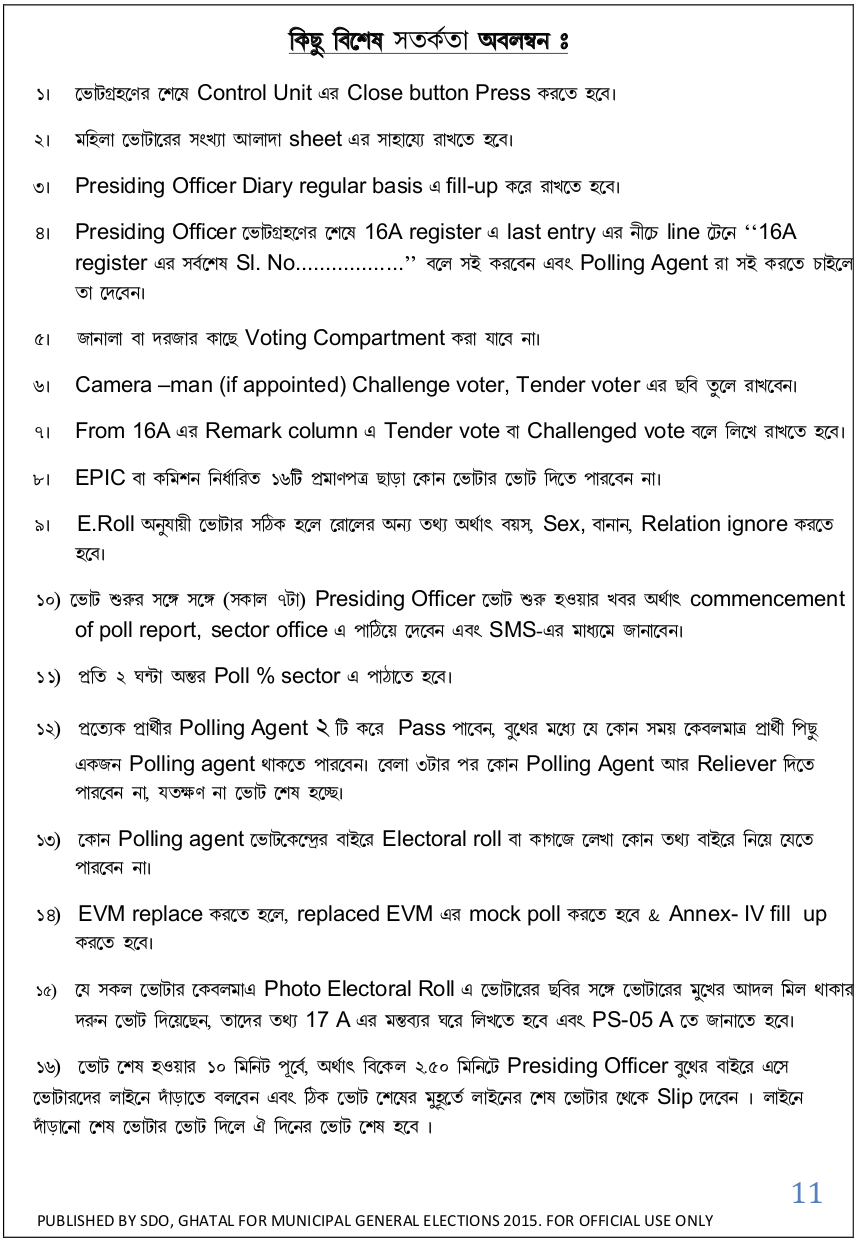 কিছু বিশেষ সতর্কতা অবলম্বন ঃ
১। ভোটগ্রহণের শেষে Control Unit এর Close button Press করতে হবে।
২। মহিলা ভোটারের সংখ্যা আলাদা sheet এর সাহায্যে রাখতে হবে।
৩। Presiding Officer Diary regular basis এ fill-up করে রাখতে হবে।
৪। Presiding Officer ভোটগ্রহণের শেষে 16A register এ last entry এর নীচে line টেনে ‘‘16A
register এর সর্বশেষ Sl. No..................’’ বলে সই করবেন এবং Polling Agent রা সই করতে চাইলে
তা দেবেন।
৫। জানালা বা দরজার কাছে Voting Compartment করা যাবে না।
৬। Camera –man (if appointed) Challenge voter, Tender voter এর ছবি তুলে রাখবেন।
৭। From 16A এর Remark column এ Tender vote বা Challenged vote বলে লিখে রাখতে হবে।
৮। EPIC বা কমিশন নির্ধারিত ১৬টি প্রমাণপত্র ছাড়া কোন ভোটার ভোট দিতে পারবেন না।
৯। E.Roll অনুযায়ী ভোটার সঠিক হলে রোলের অন্য তথ্য অর্থাৎ বয়স, Sex, বানান, Relation ignore করতে
হবে।
১০) ভোট শুরুর সঙ্গে সঙ্গে (সকাল ৭টা) Presiding Officer ভোট শুরু হওয়ার খবর অর্থাৎ commencement
of poll report, sector office এ পাঠিয়ে দেবেন এবং SMS-এর মাধ্যমে জানাবেন।
১১) প্রতি ২ ঘন্টা অন্তর Poll % sector এ পাঠাতে হবে।
১২) প্রত্যেক প্রার্থীর Polling Agent ২ টি করে Pass পাবেন, বুথের মধ্যে যে কোন সময় কেবলমাত্র প্রার্থী পিছু
একজন Polling agent থাকতে পারবেন। বেলা ৩টার পর কোন Polling Agent আর Reliever দিতে
পারবেন না, যতক্ষণ না ভোট শেষ হচ্ছে।
১৩) কোন Polling agent ভোটকেন্দ্রের বাইরে Electoral roll বা কাগজে লেখা কোন তথ্য বাইরে নিয়ে যেতে
পারবেন না।
১৪) EVM replace করতে হলে, replaced EVM এর mock poll করতে হবে & Annex- IV fill up
করতে হবে।
১৫) যে সকল ভোটার কেবলমাএ Photo Electoral Roll এ ভোটারের ছবির সঙ্গে ভোটারের মুখের আদল মিল থাকার
দরুন ভোট দিয়েছেন, তাদের তথ্য 17 A এর মন্তব্যর ঘরে লিখতে হবে এবং PS-05 A তে জানাতে হবে।
১৬) ভোট শেষ হওয়ার ১০ মিনিট পূর্বে, অর্থাৎ বিকেল ২.৫০ মিনিটে Presiding Officer বুথের বাইরে এসে
ভোটারদের লাইনে দাঁড়াতে বলবেন এবং ঠিক ভোট শেষের মুহূর্তে লাইনের শেষ ভোটার থেকে Slip দেবেন । লাইনে
দাঁড়ানো শেষ ভোটার ভোট দিলে ঐ দিনের ভোট শেষ হবে ।
11
PUBLISHED BY SDO, GHATAL FOR MUNICIPAL GENERAL ELECTIONS 2015. FOR OFFICIAL USE ONLY